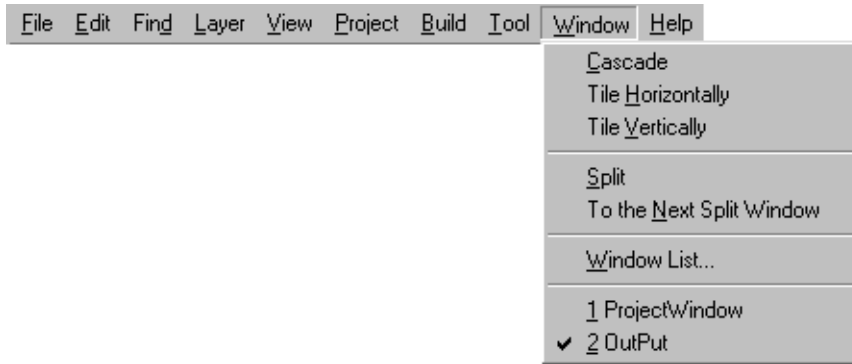 File Edit Find Layer View Project Build Tool Window Help
Cascade
Tile Horizontally
Tile Vertically
Split
To the Next Split Window
Window List...
1 ProjectWindow
2 OutPut